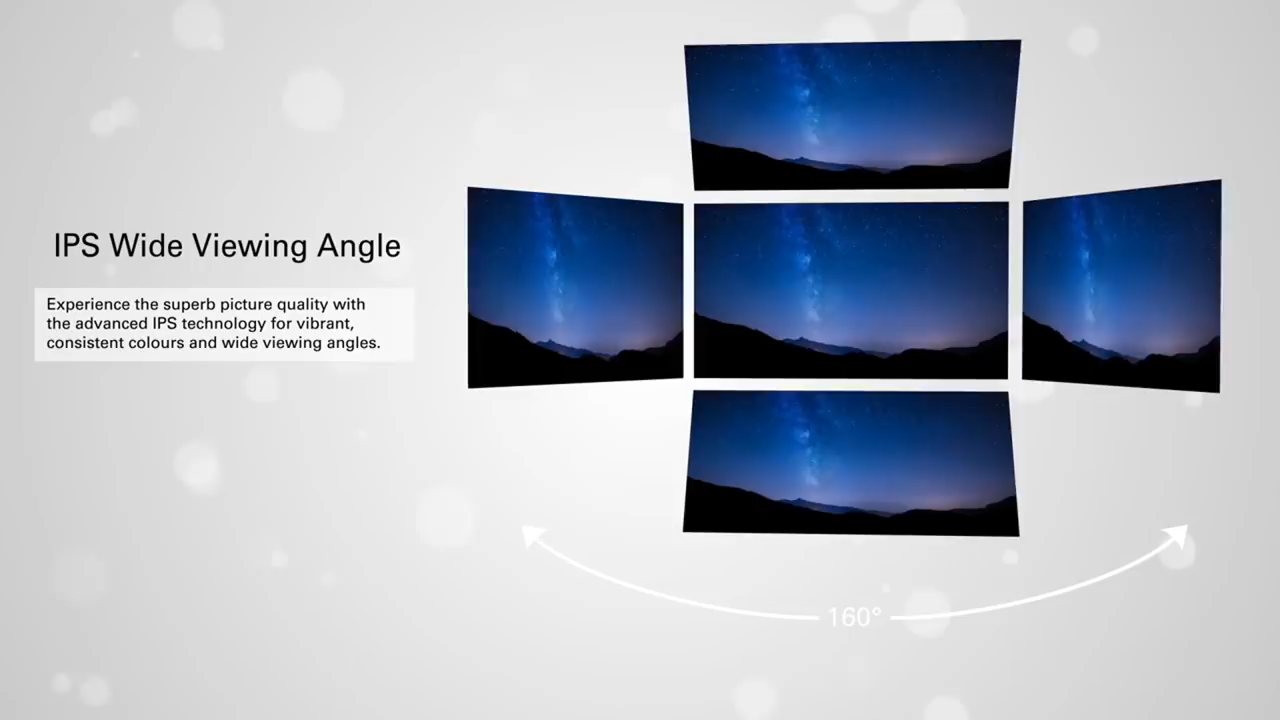 IPS Wide Viewing Angle
Experience the superb picture quality with
the advanced IPS technology for vibrant,
consistent colours and wide viewing angles.
160°